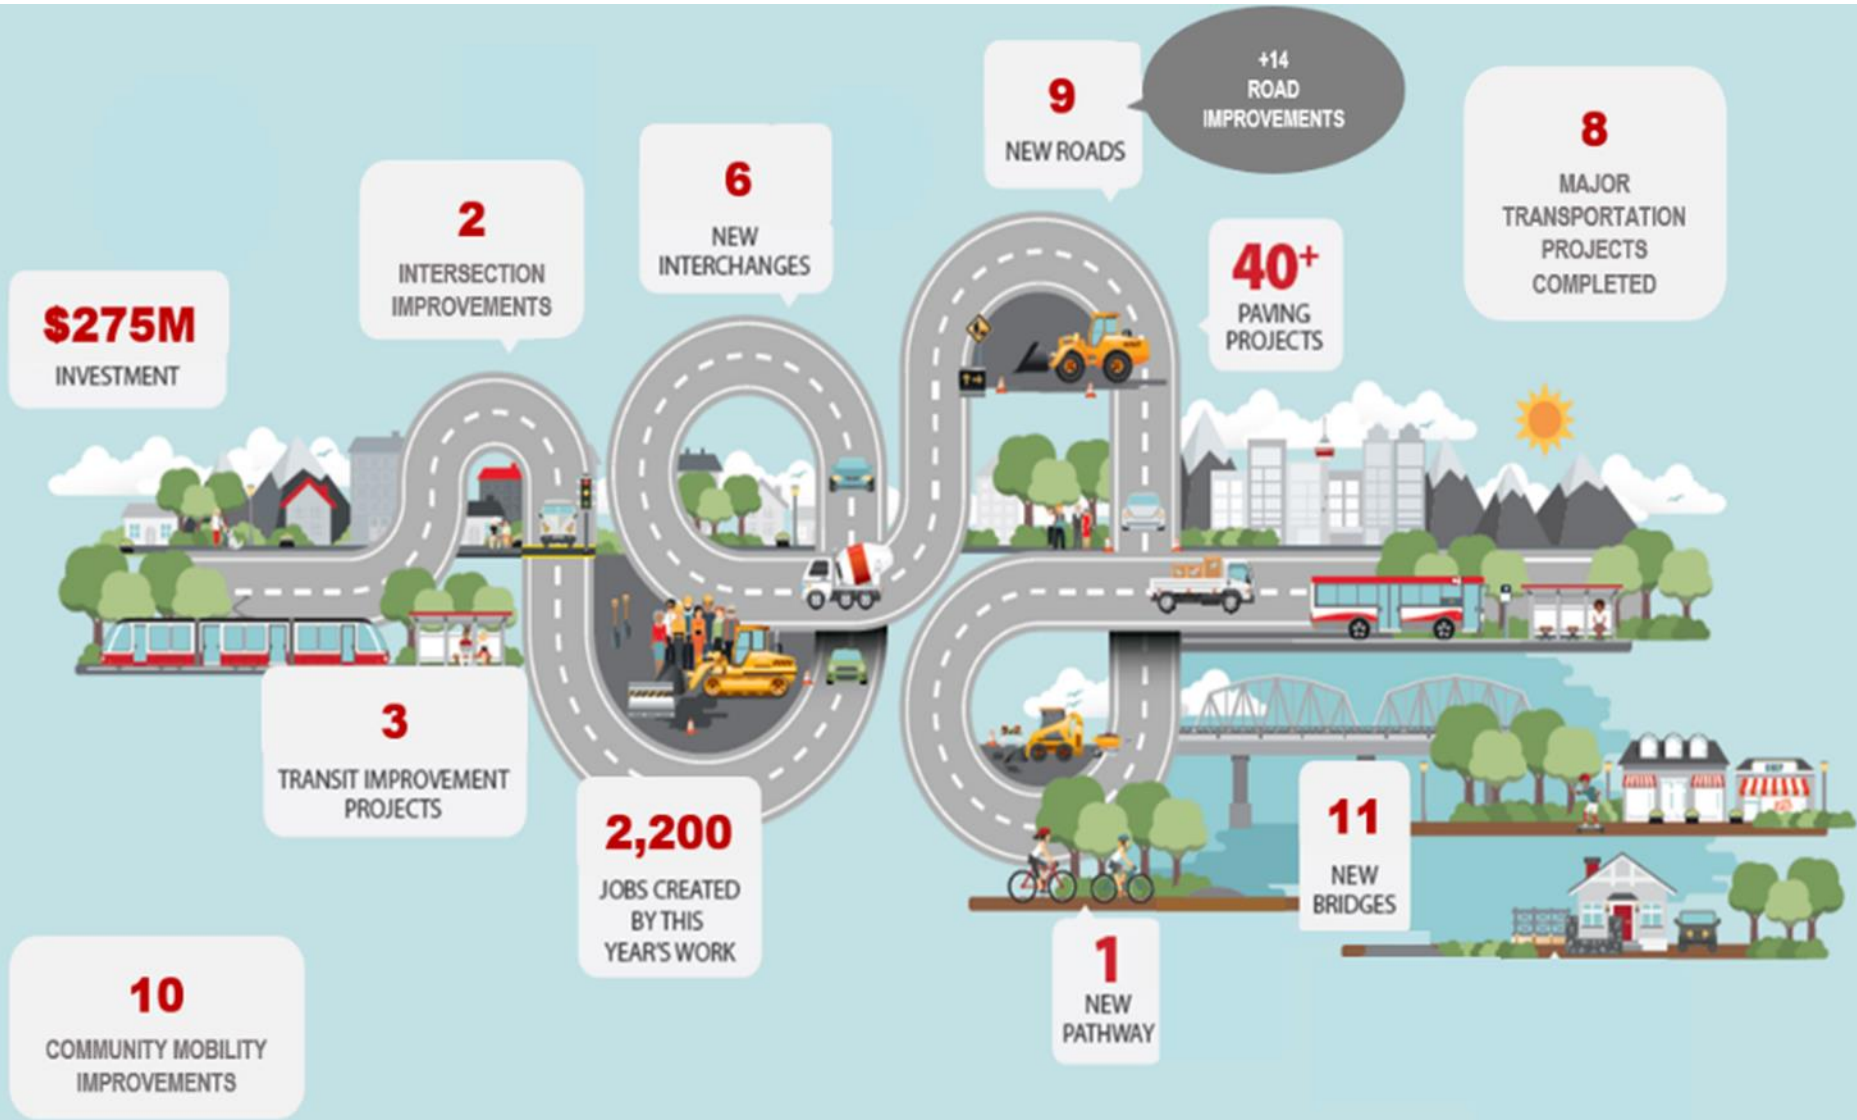 $275M
INVESTMENT
2
INTERSECTION
IMPROVEMENTS
6
NEW
INTERCHANGES
9
NEW ROADS
+14
ROAD
IMPROVEMENTS
8
MAJOR
TRANSPORTATION
PROJECTS
COMPLETED
40+
PAVING
PROJECTS
3
TRANSIT IMPROVEMENT
PROJECTS
2,200
JOBS CREATED
BY THIS
YEAR'S WORK
11
NEW
BRIDGES
1
NEW
PATHWAY
10
COMMUNITY MOBILITY
IMPROVEMENTS